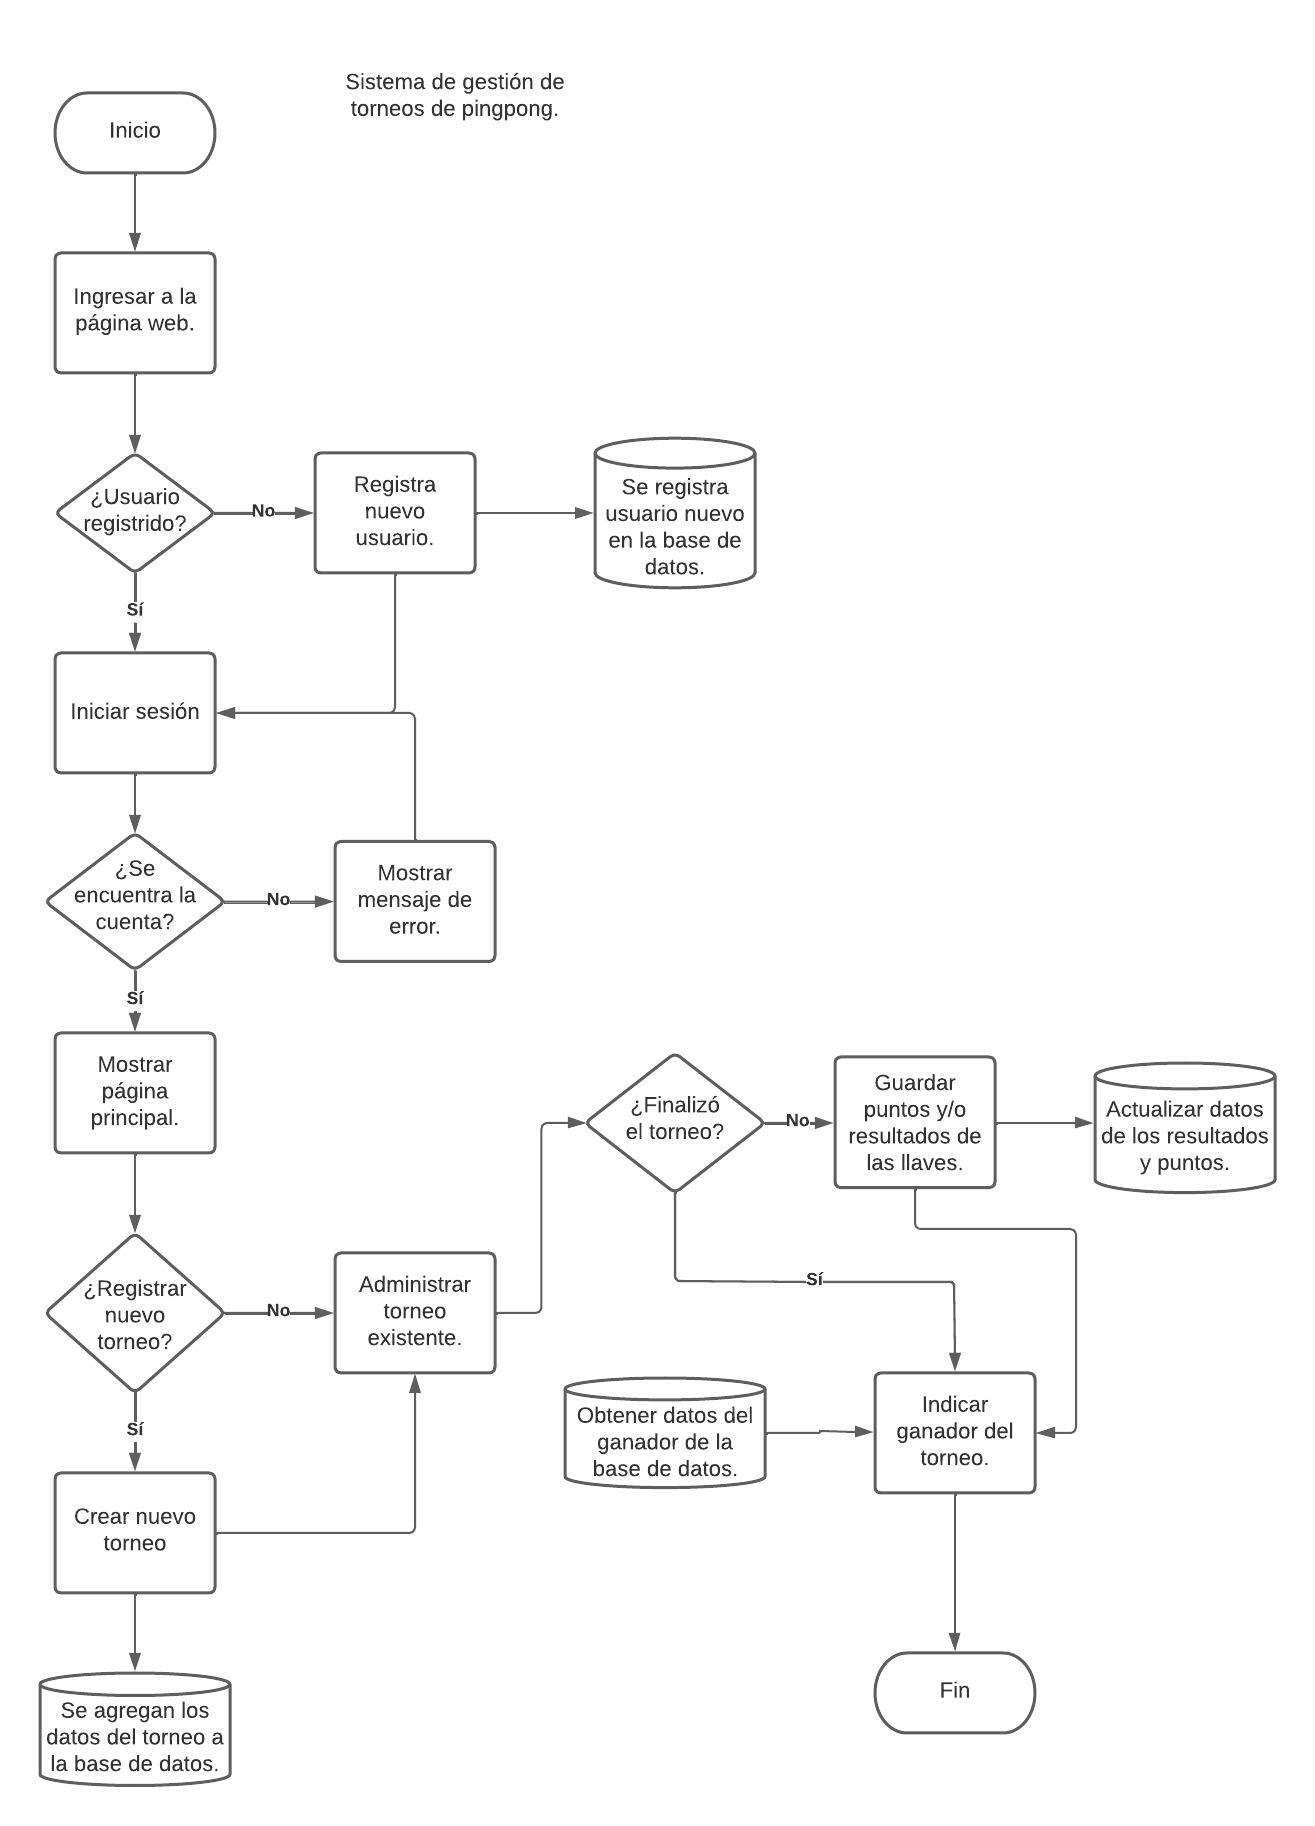 Sistema de gestión de
torneos de pingpong.
Inicio
Ingresar a la
página web.
¿Usuario
registrido?
No
Registra
nuevo
usuario.
Se registra
usuario nuevo
en la base de
datos.
Sí
Iniciar sesión
¿Se
encuentra la
cuenta?
No
Mostrar
mensaje de
error.
Sí
Mostrar
página
principal.
¿Registrar
nuevo
torneo?
No
Administrar
torneo
existente.
Sí
Crear nuevo
torneo
Se agregan los
datos del torneo a
la base de datos.
¿Finalizó
el torneo?
No
Guardar
puntos y/o
resultados de
las llaves.
Actualizar datos
de los resultados
y puntos.
Sí
Obtener datos del
ganador de la
base de datos.
Indicar
ganador del
torneo.
Fin